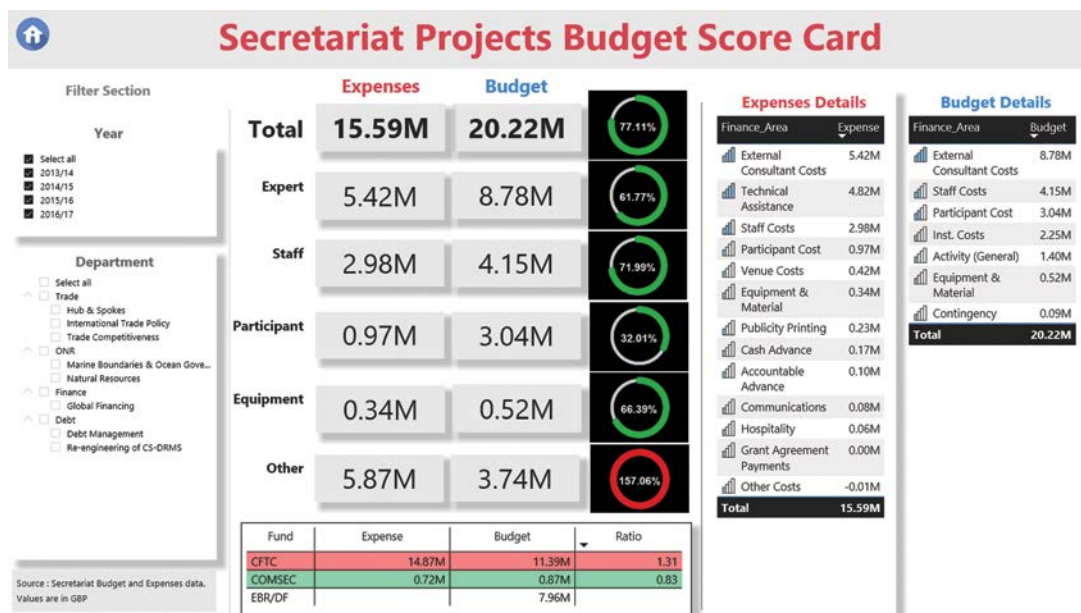 Secretariat Projects Budget Score Card
Filter Section
Year
Select all
2013/14
2014/15
2015/16
2016/17
Department
Select all
Trade
Hub & Spokes
International Trade Policy
Trade Competitiveness
ONR
Marine Boundaries & Ocean Gove...
Natural Resources
Finance
Global Financing
Debt
Debt Management
Re-engineering of CS-DRMS
Source : Secretariat Budget and Expenses data.
Values are in GBP
Expenses Budget
Total 15.59M 20.22M 77.11%
Expert 5.42M 8.78M 61.77%
Staff 2.98M 4.15M 71.99%
Participant 0.97M 3.04M 32.01%
Equipment 0.34M 0.52M 66.39%
Other 5.87M 3.74M 157.06%
Fund Expense Budget Ratio
CFTC 14.87M 11.39M 1.31
COMSEC 0.72M 0.87M 0.83
EBR/DF 7.96M
Expenses Details
Finance_Area Expense
External 5.42M
Consultant Costs
Technical 4.82M
Assistance
Staff Costs 2.98M
Participant Cost 0.97M
Venue Costs 0.42M
Equipment & 0.34M
Material
Publicity Printing 0.23M
Cash Advance 0.17M
Accountable 0.10M
Advance
Communications 0.08M
Hospitality 0.06M
Grant Agreement 0.00M
Payments
Other Costs -0.01M
Total 15.59M
Budget Details
Finance_Area Budget
External 8.78M
Consultant Costs
Staff Costs 4.15M
Participant Cost 3.04M
Inst. Costs 2.25M
Activity (General) 1.40M
Equipment & 0.52M
Material
Contingency 0.09M
Total 20.22M